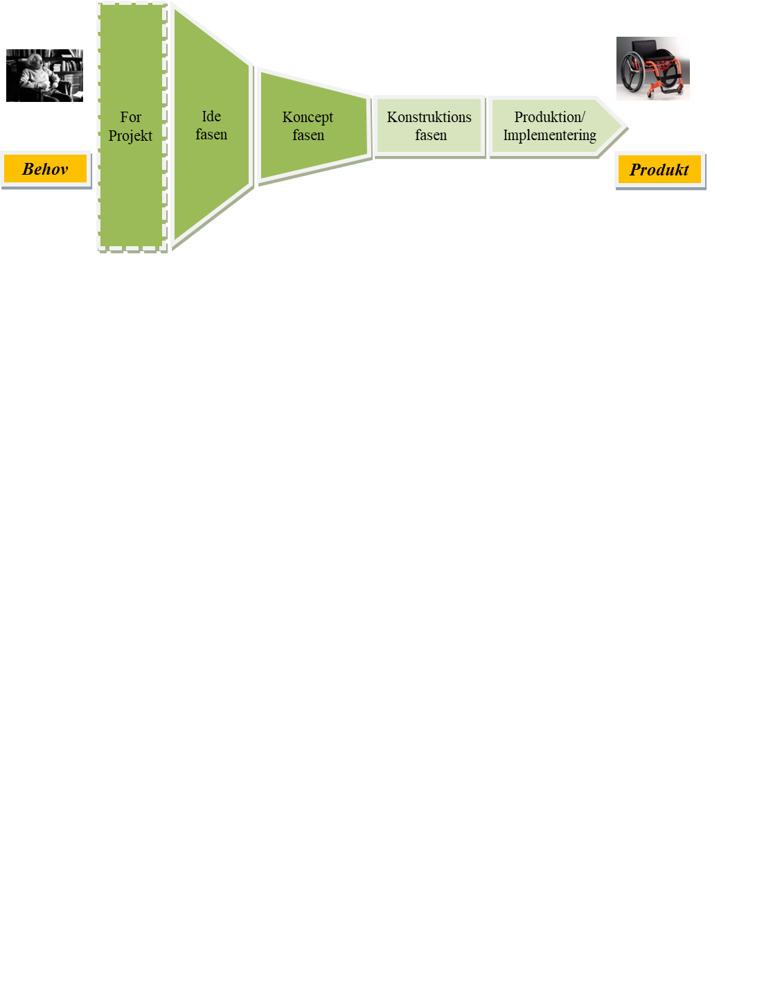 Behov
For
Projekt
Ide
fasen
Koncept
fasen
Konstruktions
fasen
Produktion/
Implementering
Produkt